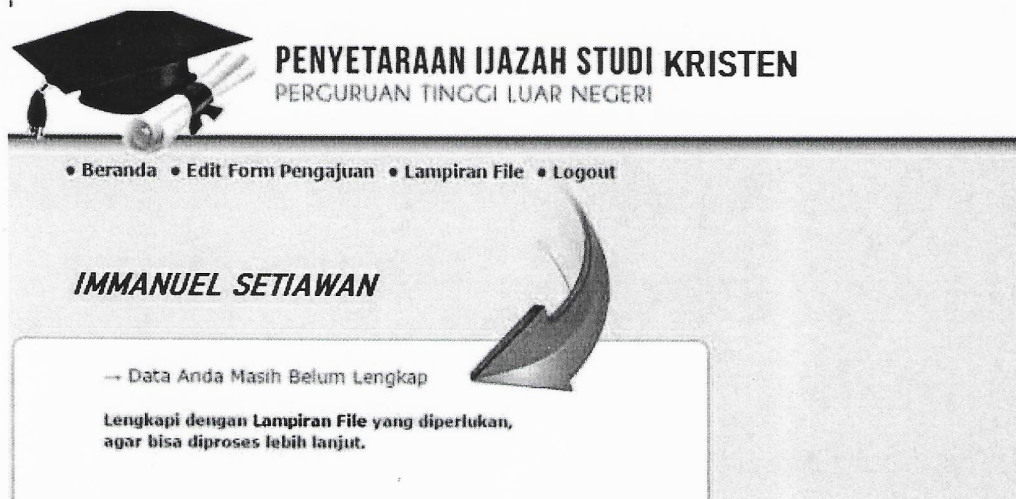 PENYETARAAN IJAZAH STUDI KRISTEN
PERGURUAN TINGGI LUAR NEGERI
• Beranda • Edit Form Pengajuan • Lampiran File • Logout
IMMANUEL SETIAWAN
→ Data Anda Masih Belum Lengkap
Lengkapi dengan Lampiran File yang diperlukan,
agar bisa diproses lebih lanjut.